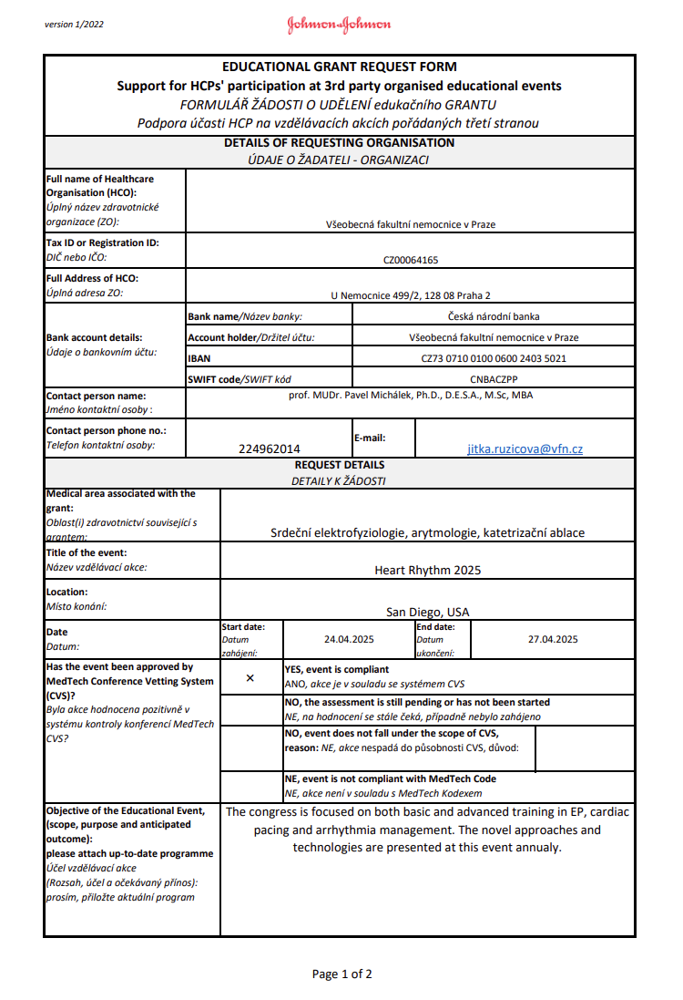 version 1/2022
Johnson&Johnson
EDUCATIONAL GRANT REQUEST FORM
Support for HCPs' participation at 3rd party organised educational events
FORMULÁŘ ŽÁDOSTI O UDĚLENÍ edukačního GRANTU
Podpora účasti HCP na vzdělávacích akcích pořádaných třetí stranou
DETAILS OF REQUESTING ORGANISATION
ÚDAJE O ŽADATELI - ORGANIZACI
Full name of Healthcare
Organisation (HCO):
Úplný název zdravotnické
organizace (ZO):
Všeobecná fakultní nemocnice v Praze
Tax ID or Registration ID:
DIČ nebo IČO:
CZ00064165
Full Address of HCO:
Úplná adresa ZO:
U Nemocnice 499/2, 128 08 Praha 2
Bank account details:
Údaje o bankovním účtu:
Bank name/Název banky:
Česká národní banka
Account holder/Držitel účtu:
Všeobecná fakultní nemocnice v Praze
IBAN
CZ73 0710 0100 0600 2403 5021
SWIFT code/SWIFT kód
CNBACZPP
Contact person name:
Jméno kontaktní osoby :
prof. MUDr. Pavel Michálek, Ph.D., D.E.S.A., M.Sc, MBA
Contact person phone no.:
Telefon kontaktní osoby:
224962014
E-mail:
jitka.ruzicova@vfn.cz
REQUEST DETAILS
DETAILY K ŽÁDOSTI
Medical area associated with the
grant:
Oblast(i) zdravotnictví související s
grantem:
Srdeční elektrofyziologie, arytmologie, katetrizační ablace
Title of the event:
Název vzdělávací akce:
Heart Rhythm 2025
Location:
Místo konání:
San Diego, USA
Date
Datum:
Start date:
Datum
zahájení:
24.04.2025
End date:
Datum
ukončení:
27.04.2025
Has the event been approved by
MedTech Conference Vetting System
(CVS)?
Byla akce hodnocena pozitivně v
systému kontroly konferencí MedTech
CVS?
×
YES, event is compliant
ANO, akce je v souladu se systémem CVS
NO, the assessment is still pending or has not been started
NE, na hodnocení se stále čeká, případně nebylo zahájeno
NO, event does not fall under the scope of CVS,
reason: NE, akce nespadá do působnosti CVS, důvod:
NE, event is not compliant with MedTech Code
NE, akce není v souladu s MedTech Kodexem
Objective of the Educational Event,
(scope, purpose and anticipated
outcome):
please attach up-to-date programme
Účel vzdělávací akce
(Rozsah, účel a očekávaný přínos):
prosím, přiložte aktuální program
The congress is focused on both basic and advanced training in EP, cardiac
pacing and arrhythmia management. The novel approaches and
technologies are presented at this event annualy.
Page 1 of 2